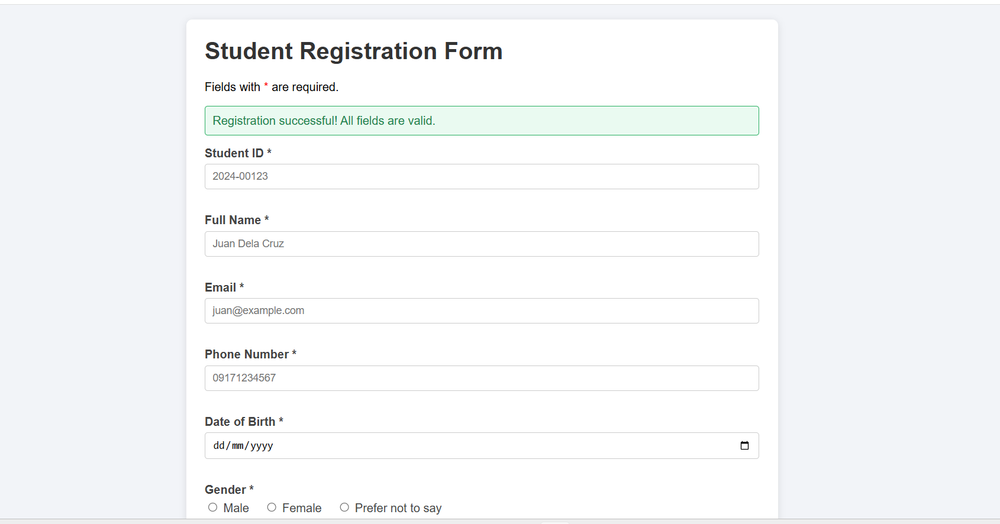 Student Registration Form
Fields with * are required.
Registration successful! All fields are valid.
Student ID *
2024-00123
Full Name *
Juan Dela Cruz
Email *
juan@example.com
Phone Number *
09171234567
Date of Birth *
dd/mm/yyyy
Gender *
Male Female Prefer not to say